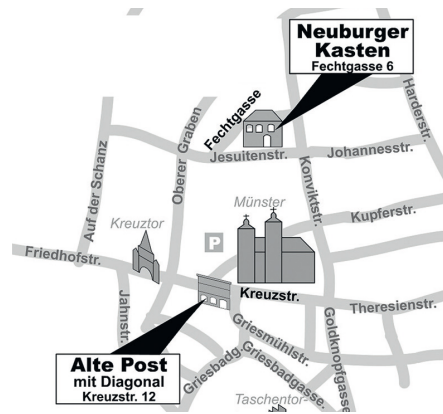 Neuburger
Kasten
Fechtgasse 6
Harderstr.
Fechtgasse
Oberer Graben
Auf der Schanz
Jesuitenstr.
Johannesstr.
Konviktstr.
Kreuztor
Münster
Kupferstr.
P
Friedhofstr.
Kreuzstr.
Theresienstr.
Jahnstr.
Griesmühlstr.
Goldknopfgasse
Alte Post
mit Diagonal
Kreuzstr. 12
Griesbadg.
Griesbadgasse.
Taschentor-